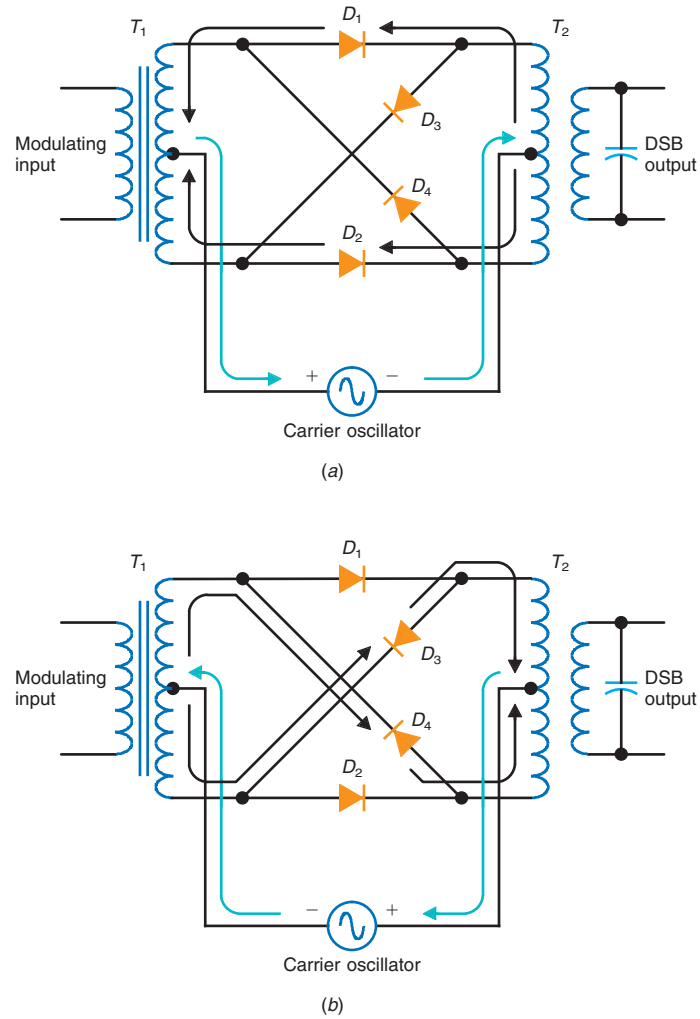 T1
D1
T2
D3
Modulating
input
DSB
output
D4
D2
+
−
Carrier oscillator
(a)
T1
D1
T2
D3
Modulating
input
DSB
output
D4
D2
−
+
Carrier oscillator
(b)